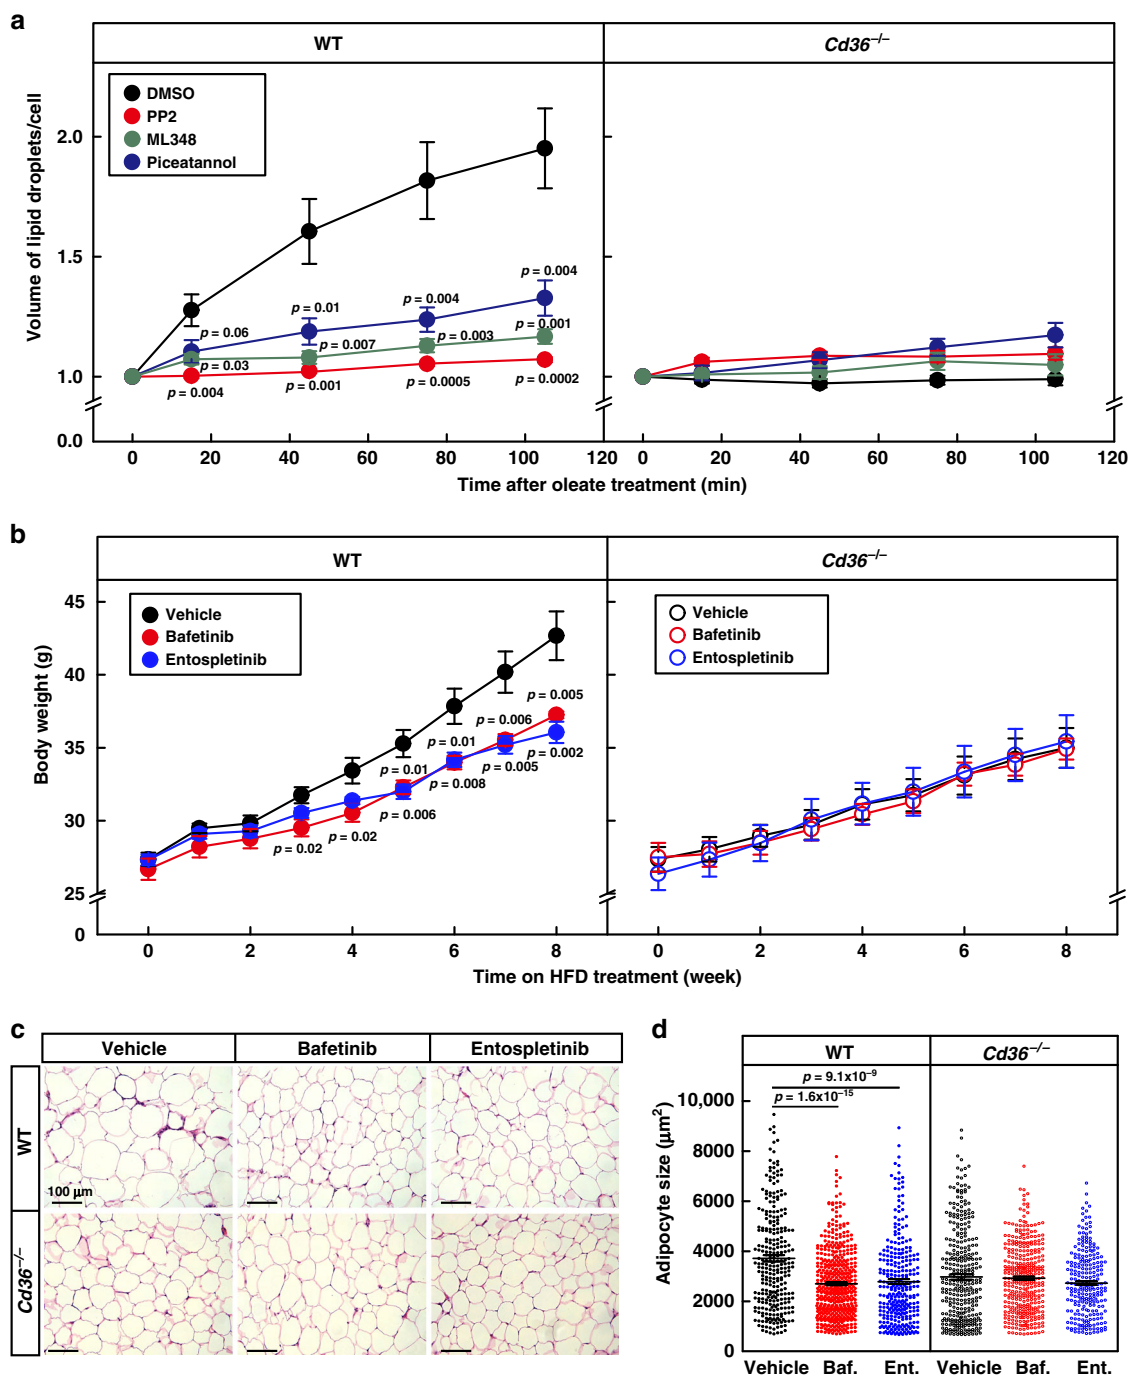 a
WT
Cd36–/–
DMSO
PP2
ML348
Piceatannol
Volume of lipid droplets/cell
2.0
1.5
1.0
0.0
p = 0.06
p = 0.03
p = 0.004
p = 0.01
p = 0.007
p = 0.001
p = 0.004
p = 0.003
p = 0.0005
p = 0.004
p = 0.001
p = 0.0002
0 20 40 60 80 100 120
0 20 40 60 80 100 120
Time after oleate treatment (min)
b
WT
Cd36–/–
Vehicle
Bafetinib
Entospletinib
Vehicle
Bafetinib
Entospletinib
Body weight (g)
45
40
35
30
25
0
p = 0.02
p = 0.02
p = 0.01
p = 0.006
p = 0.01
p = 0.008
p = 0.006
p = 0.005
p = 0.005
p = 0.002
0 2 4 6 8
0 2 4 6 8
Time on HFD treatment (week)
c
Vehicle Bafetinib Entospletinib
WT
100 μm
Cd36–/–
d
WT
Cd36–/–
p = 9.1x10–9
p = 1.6x10–15
Adipocyte size (μm2)
10,000
8000
6000
4000
2000
0
Vehicle Baf. Ent. Vehicle Baf. Ent.